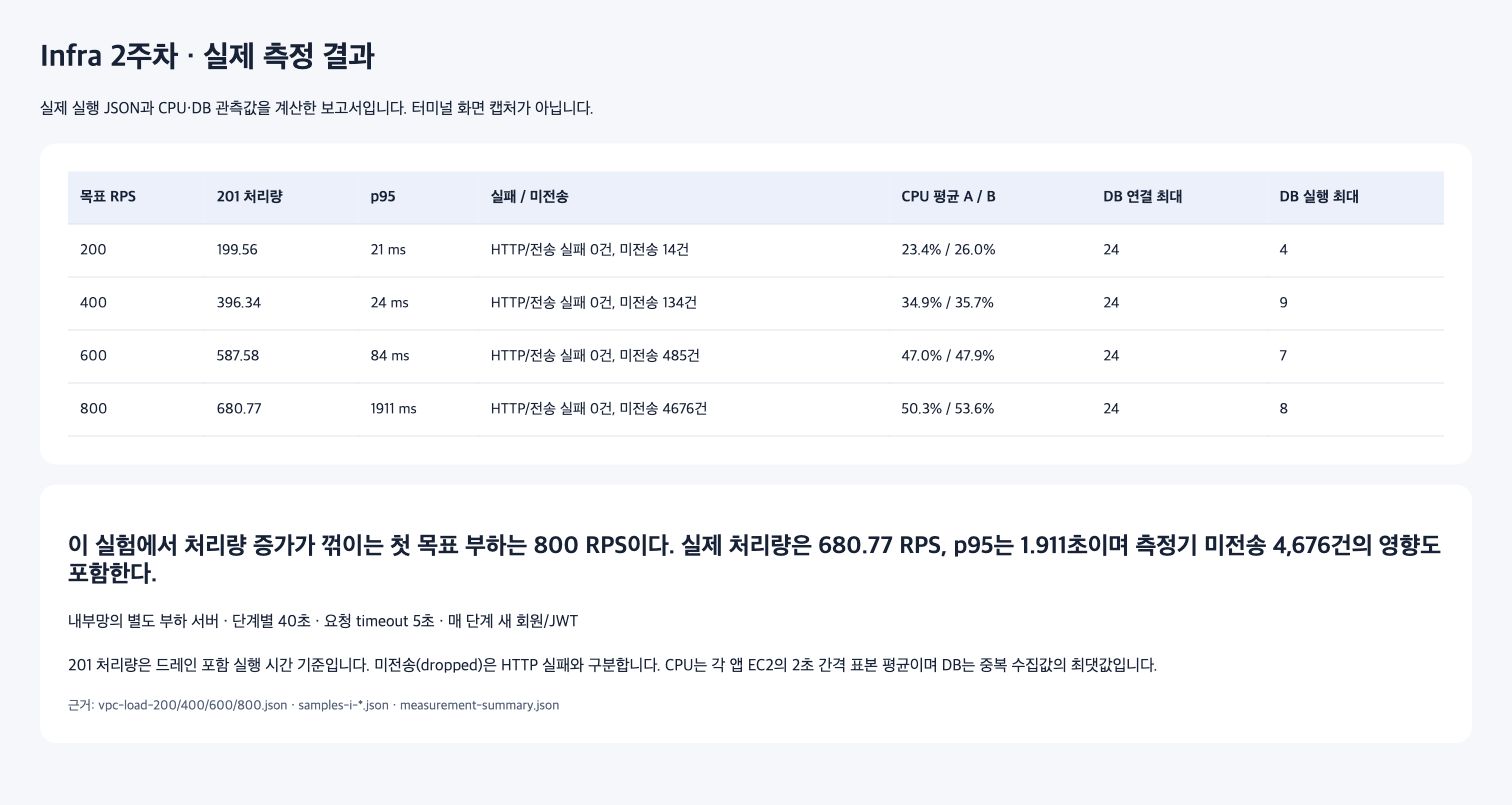 Infra 2주차 · 실제 측정 결과
실제 실행 JSON과 CPU·DB 관측값을 계산한 보고서입니다. 터미널 화면 캡처가 아닙니다.
목표 RPS 201 처리량 p95 실패 / 미전송 CPU 평균 A / B DB 연결 최대 DB 실행 최대
200 199.56 21 ms HTTP/전송 실패 0건, 미전송 14건 23.4% / 26.0% 24 4
400 396.34 24 ms HTTP/전송 실패 0건, 미전송 134건 34.9% / 35.7% 24 9
600 587.58 84 ms HTTP/전송 실패 0건, 미전송 485건 47.0% / 47.9% 24 7
800 680.77 1911 ms HTTP/전송 실패 0건, 미전송 4676건 50.3% / 53.6% 24 8
이 실험에서 처리량 증가가 꺾이는 첫 목표 부하는 800 RPS이다. 실제 처리량은 680.77 RPS, p95는 1.911초이며 측정기 미전송 4,676건의 영향도
포함한다.
내부망의 별도 부하 서버 · 단계별 40초 · 요청 timeout 5초 · 매 단계 새 회원/JWT
201 처리량은 드레인 포함 실행 시간 기준입니다. 미전송(dropped)은 HTTP 실패와 구분합니다. CPU는 각 앱 EC2의 2초 간격 표본 평균이며 DB는 중복 수집값의 최댓값입니다.
근거: vpc-load-200/400/600/800.json · samples-i-*.json · measurement-summary.json